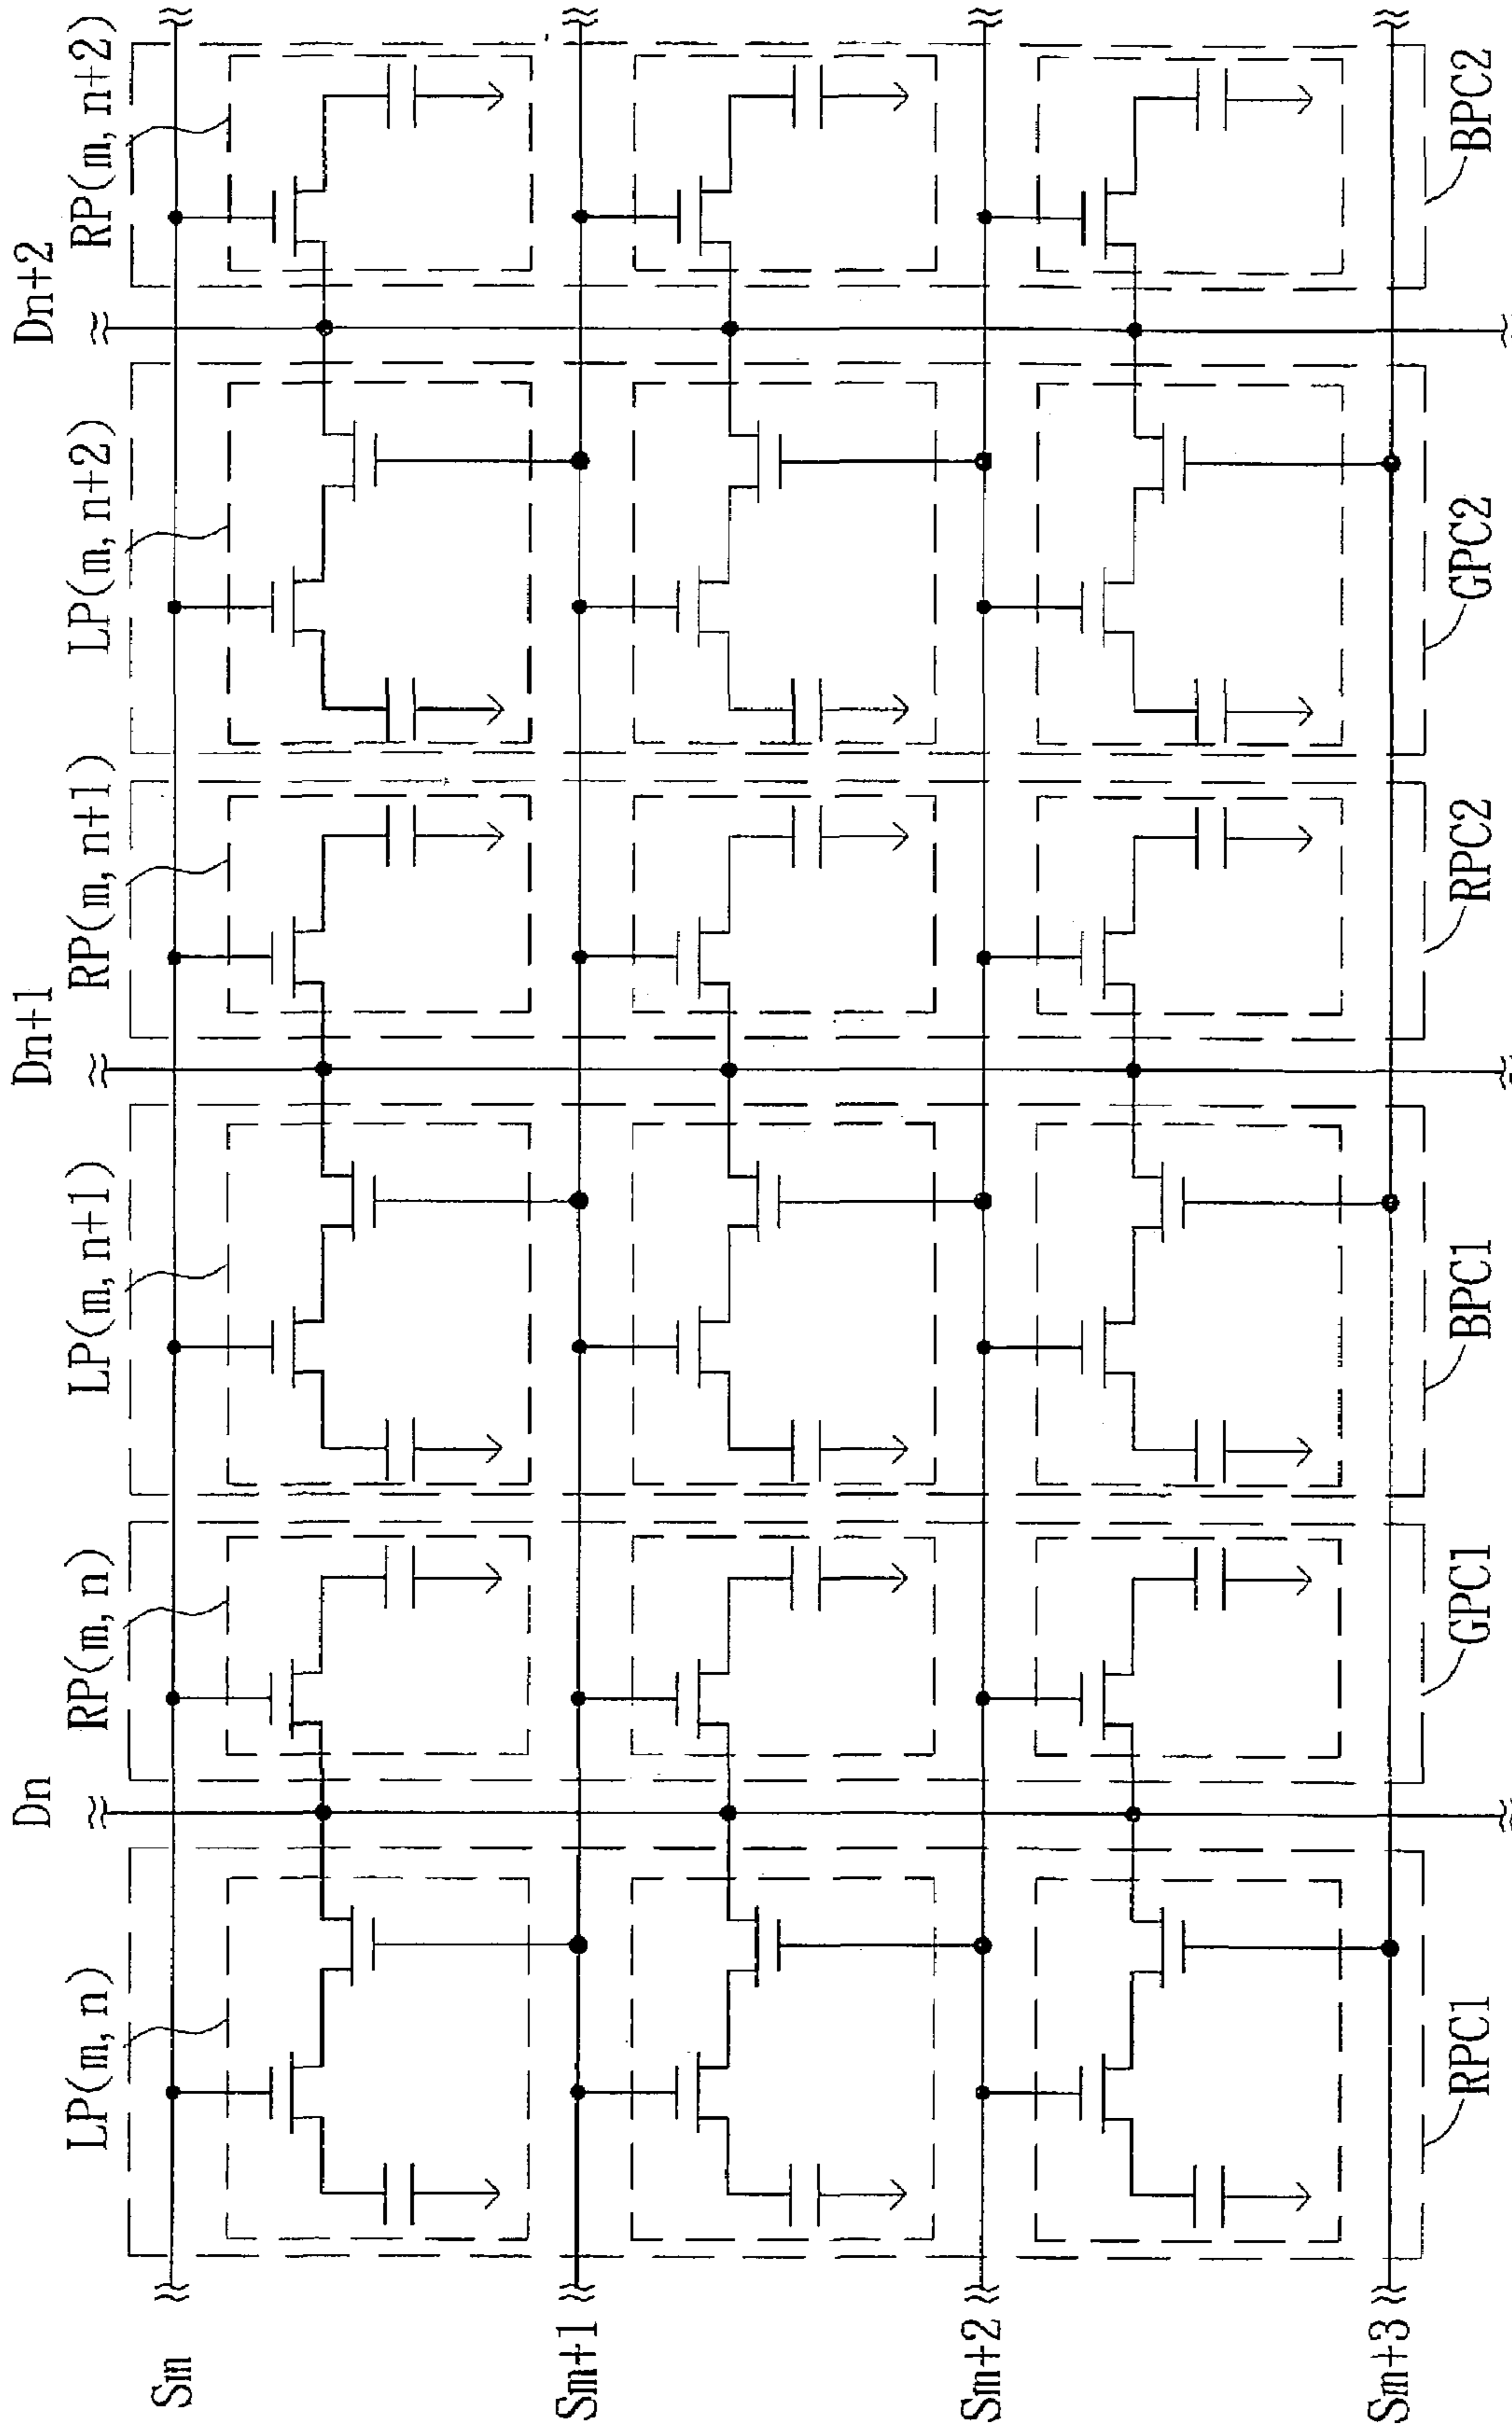 Dn
Dn+1
Dn+2
LP(m, n)
RP(m, n)
LP(m, n+1)
RP(m, n+1)
LP(m, n+2)
RP(m, n+2)
Sm
Sm+1
Sm+2
Sm+3
RPC1
GPC1
BPC1
RPC2
GPC2
BPC2